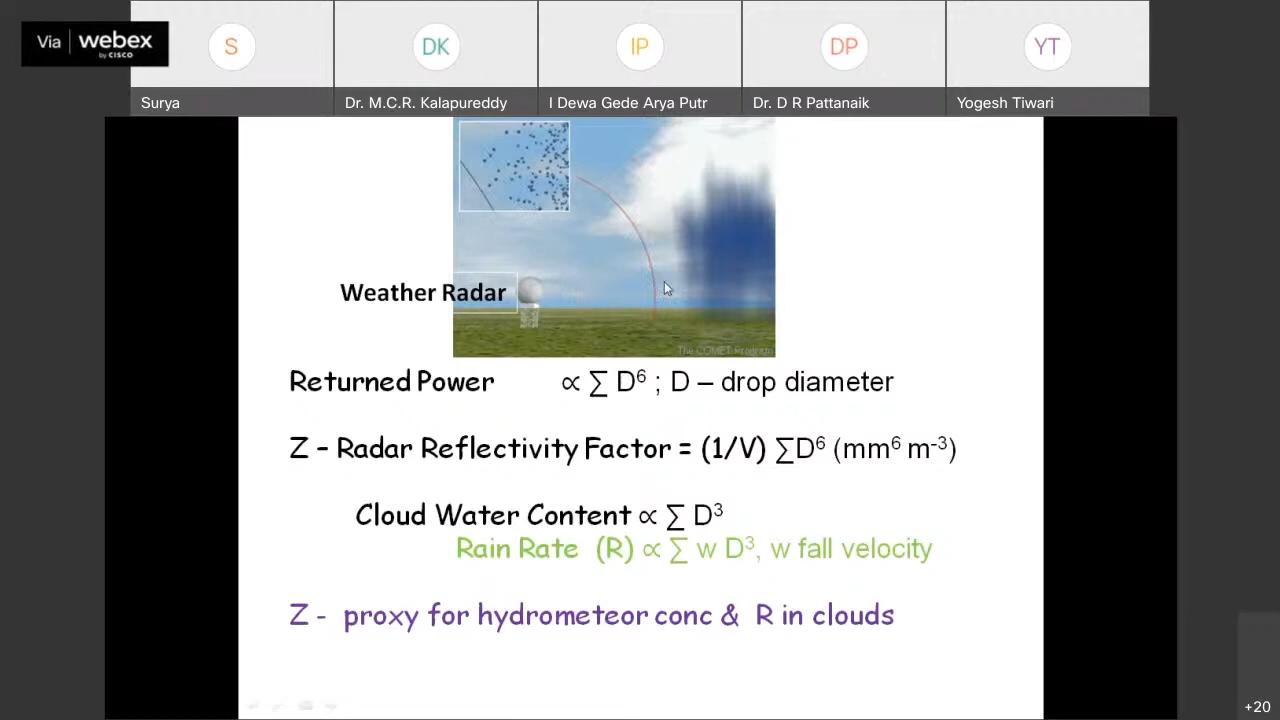 Via webex
by CISCO
S
DK
IP
DP
YT
Surya
Dr. M.C.R. Kalapureddy
I Dewa Gede Arya Putr
Dr. D R Pattanaik
Yogesh Tiwari
Weather Radar
The COMET Program
Returned Power ∝ ∑ D⁶ ; D – drop diameter
Z – Radar Reflectivity Factor = (1/V) ∑D⁶ (mm⁶ m⁻³)
Cloud Water Content ∝ ∑ D³
Rain Rate (R) ∝ ∑ w D³, w fall velocity
Z - proxy for hydrometeor conc & R in clouds
+20